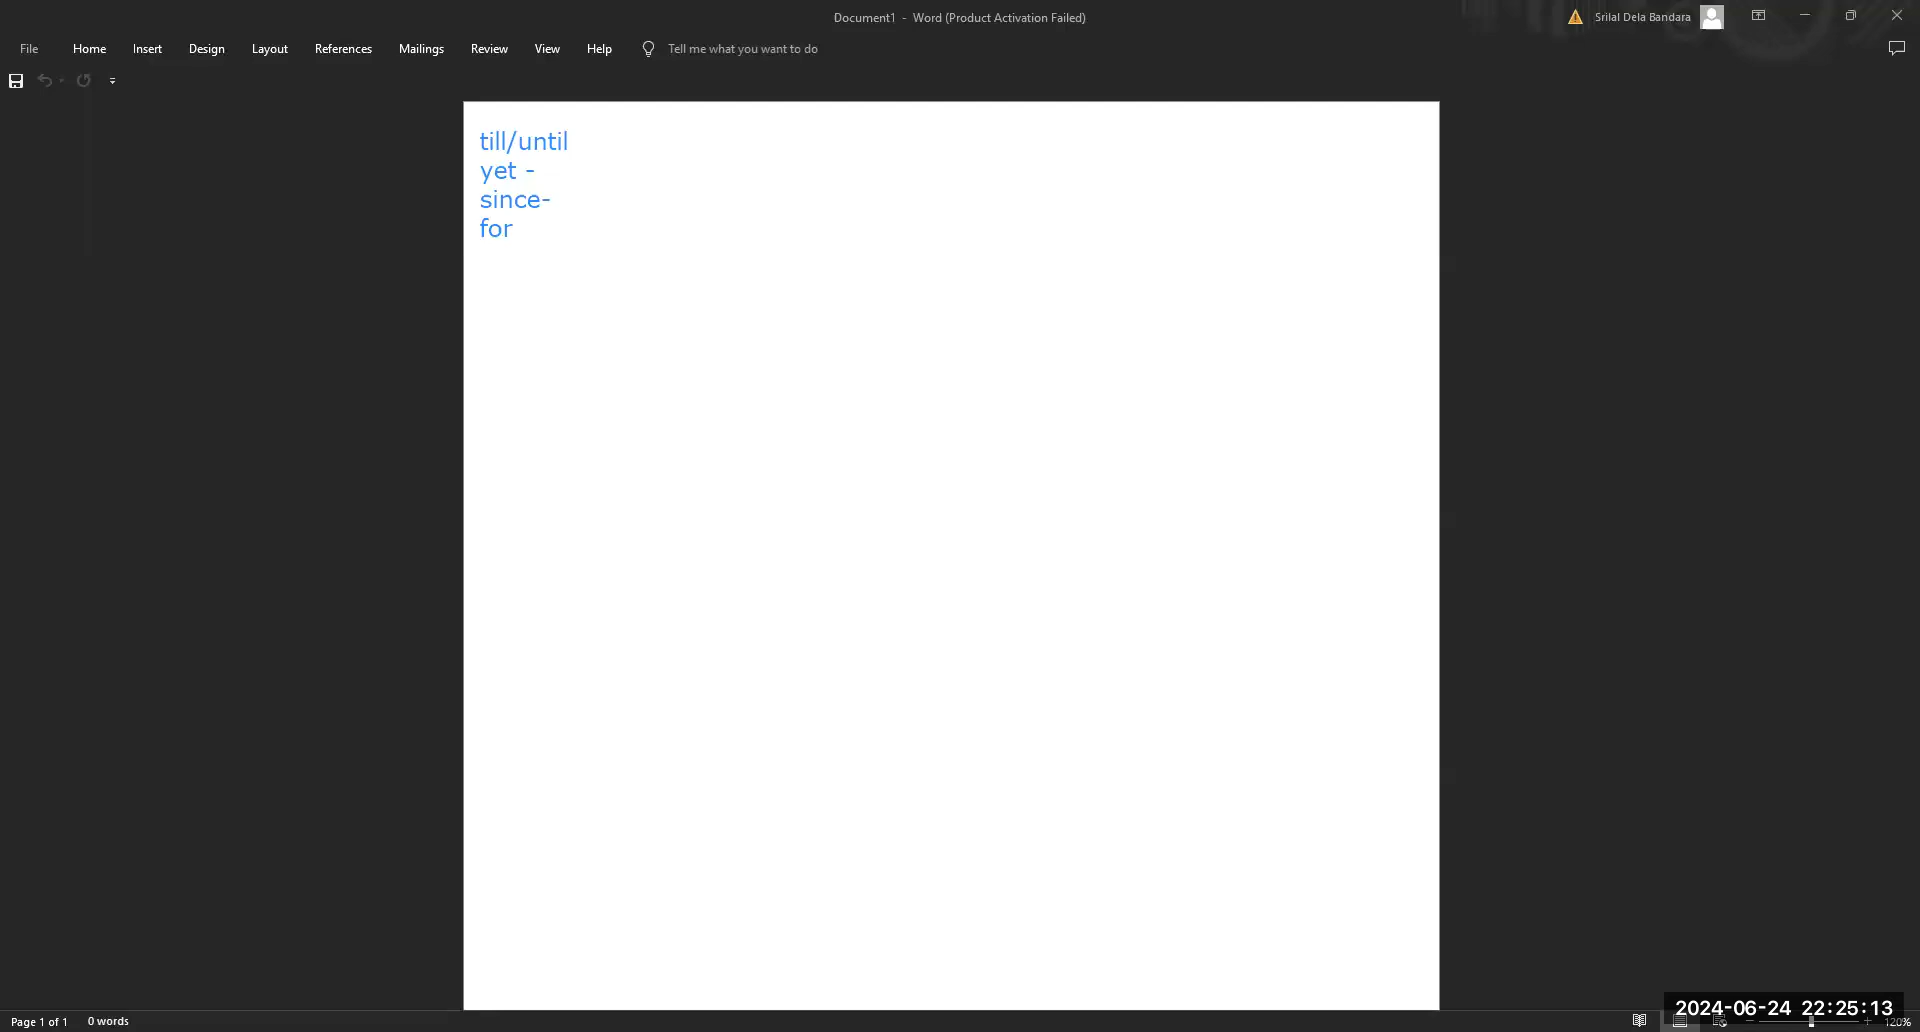 Document1 - Word (Product Activation Failed)
Srilal Dela Bandara
File Home Insert Design Layout References Mailings Review View Help Tell me what you want to do
till/until
yet -
since-
for
2024-06-24 22:25:13
Page 1 of 1 0 words
120%